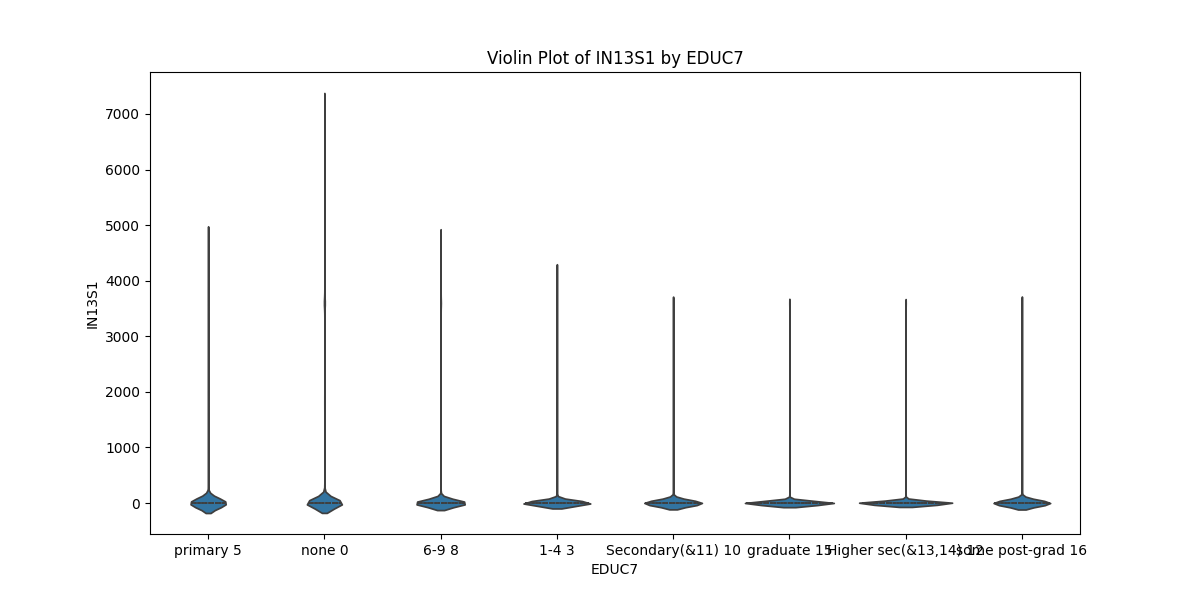 Violin Plot of IN13S1 by EDUC7
7000
6000
5000
4000
3000
2000
1000
0
IN13S1
primary 5
none 0
6-9 8
1-4 3
Secondary(&11) 10
graduate 15
Higher sec(&13,14) 12
some post-grad 16
EDUC7